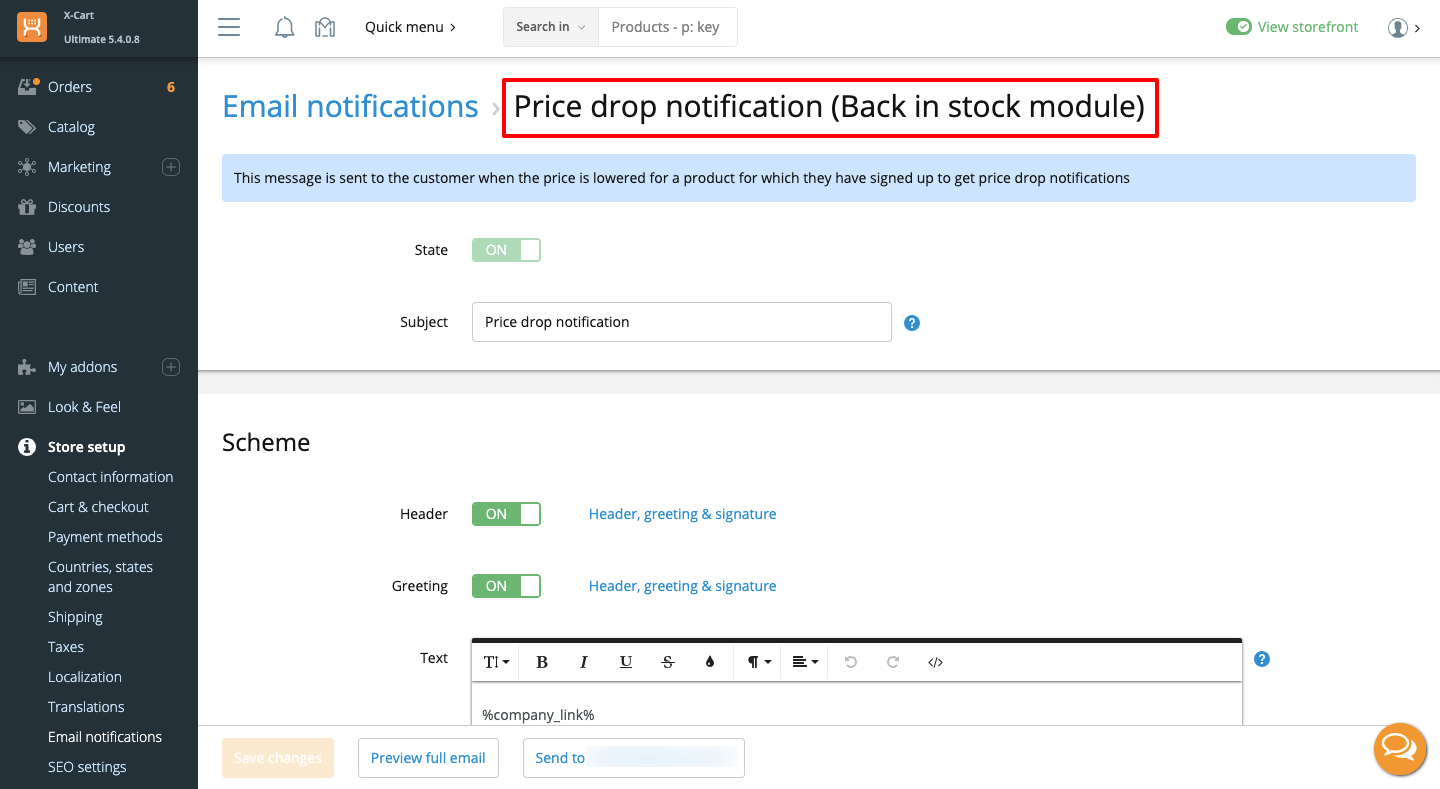 X-Cart
Ultimate 5.4.0.8
Quick menu
Search in
Products - p: key
View storefront
Orders 6
Catalog
Marketing
Discounts
Users
Content
My addons
Look & Feel
Store setup
Contact information
Cart & checkout
Payment methods
Countries, states
and zones
Shipping
Taxes
Localization
Translations
Email notifications
SEO settings
Email notifications › Price drop notification (Back in stock module)
This message is sent to the customer when the price is lowered for a product for which they have signed up to get price drop notifications
State ON
Subject Price drop notification ?
Scheme
Header ON Header, greeting & signature
Greeting ON Header, greeting & signature
Text T B I U S ¶ </> ?
%company_link%
Save changes Preview full email Send to